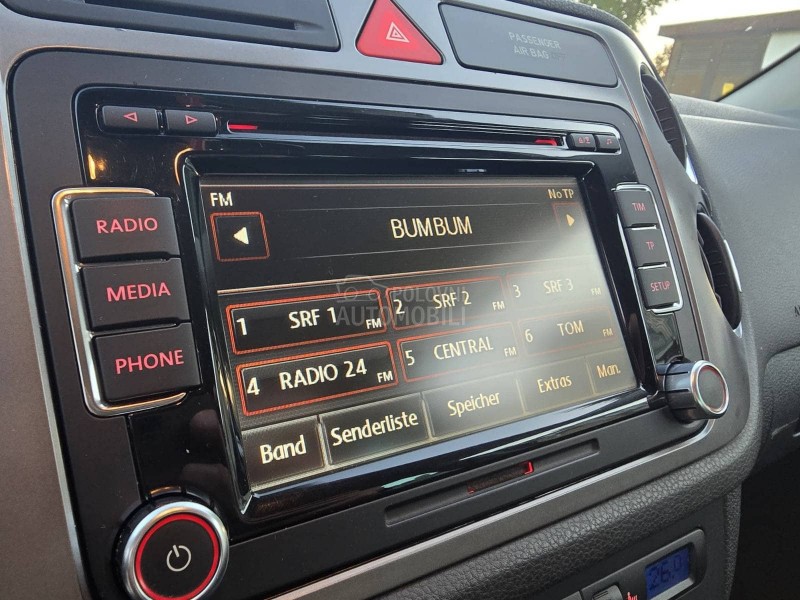 PASSENGER
AIR BAG
FM
No TP
BUMBUM
RADIO
MEDIA
PHONE
TIM
TP
SETUP
1 SRF 1 FM
2 SRF 2 FM
3 SRF 3 FM
4 RADIO 24 FM
5 CENTRAL FM
6 TOM FM
POLOVNI
AUTOMOBILI
Band
Senderliste
Speicher
Extras
Man.